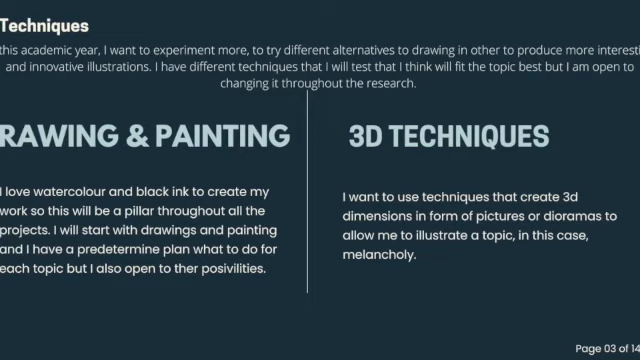 Techniques
this academic year, I want to experiment more, to try different alternatives to drawing in other to produce more interesti
and innovative illustrations. I have different techniques that I will test that I think will fit the topic best but I am open to
changing it throughout the research.
RAWING & PAINTING
I love watercolour and black ink to create my
work so this will be a pillar throughout all the
projects. I will start with drawings and painting
and I have a predetermine plan what to do for
each topic but I also open to ther posivilities.
3D TECHNIQUES
I want to use techniques that create 3d
dimensions in form of pictures or dioramas to
allow me to illustrate a topic, in this case,
melancholy.
Page 03 of 14